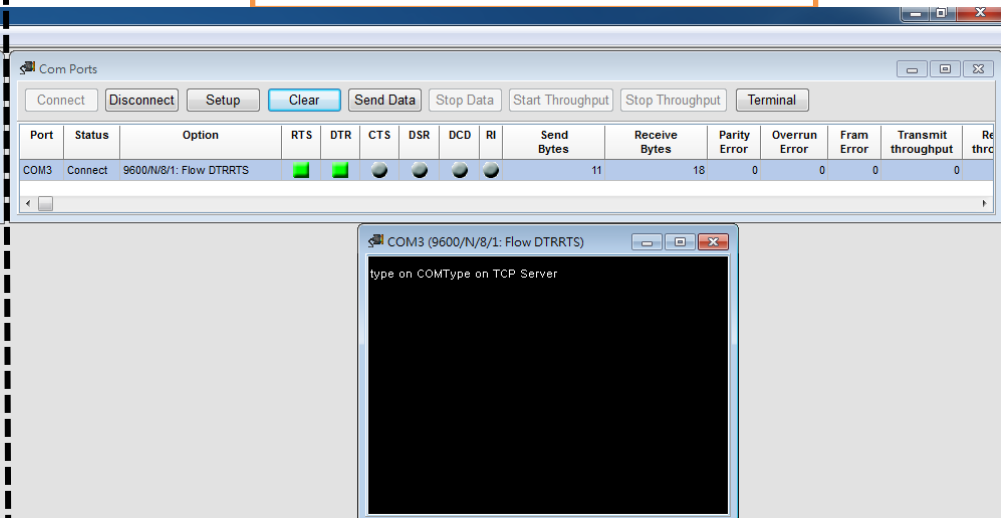 Com Ports
Connect Disconnect Setup Clear Send Data Stop Data Start Throughput Stop Throughput Terminal
Port Status Option RTS DTR CTS DSR DCD RI Send Bytes Receive Bytes Parity Error Overrun Error Fram Error Transmit throughput
COM3 Connect 9600/N/8/1: Flow DTRRTS 11 18 0 0 0 0
COM3 (9600/N/8/1: Flow DTRRTS)
type on COMType on TCP Server